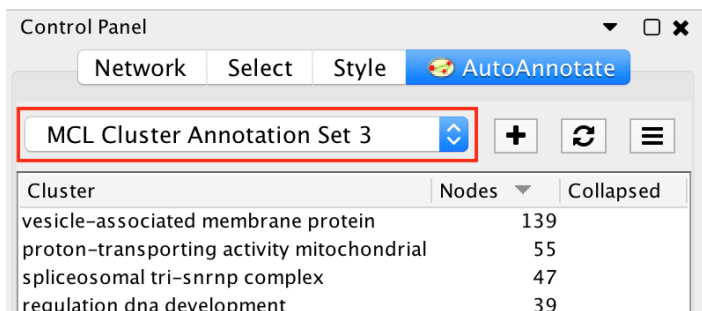 Control Panel
Network Select Style AutoAnnotate
MCL Cluster Annotation Set 3
Cluster Nodes Collapsed
vesicle-associated membrane protein 139
proton-transporting activity mitochondrial 55
spliceosomal tri-snrnp complex 47
regulation dna development 39